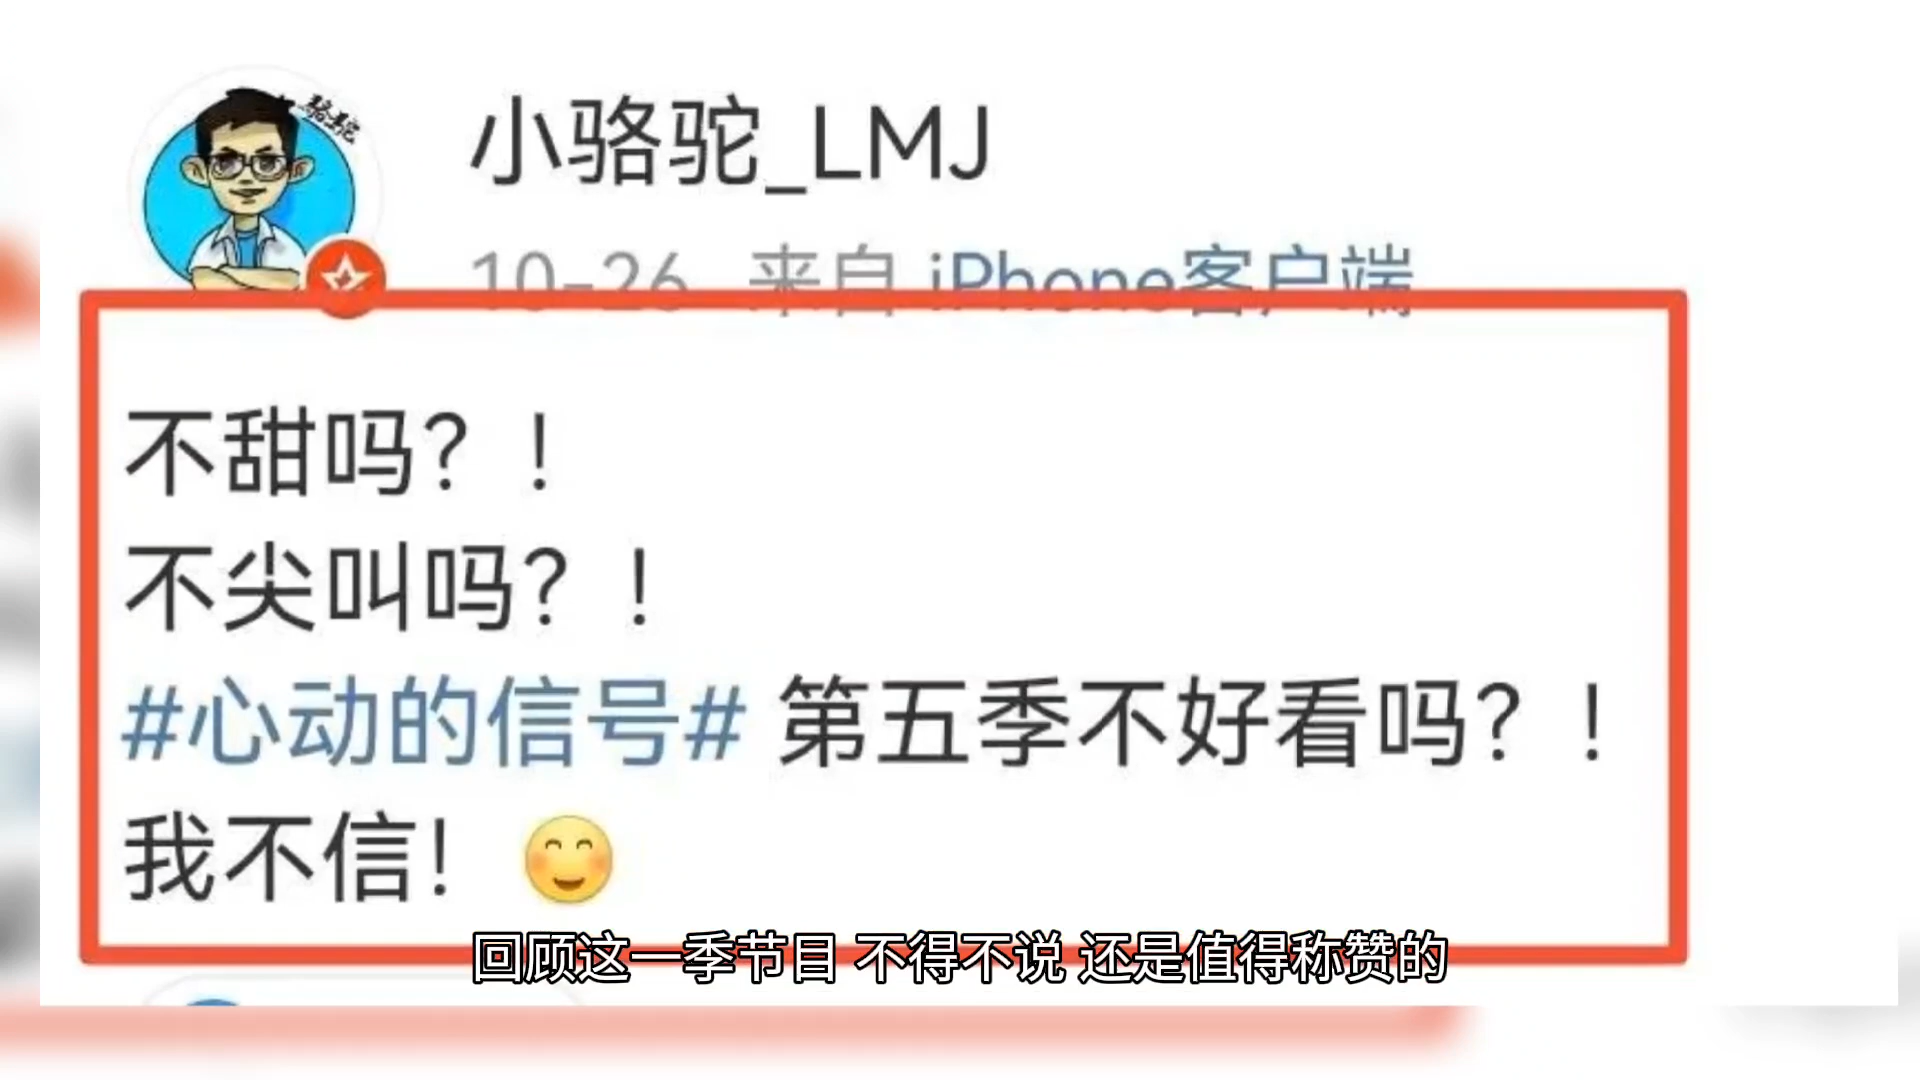 骆驼
小骆驼_LMJ
10-26 来自 iPhone客户端
不甜吗？！
不尖叫吗？！
#心动的信号# 第五季不好看吗？！
我不信！
回顾这一季节目 不得不说 还是值得称赞的